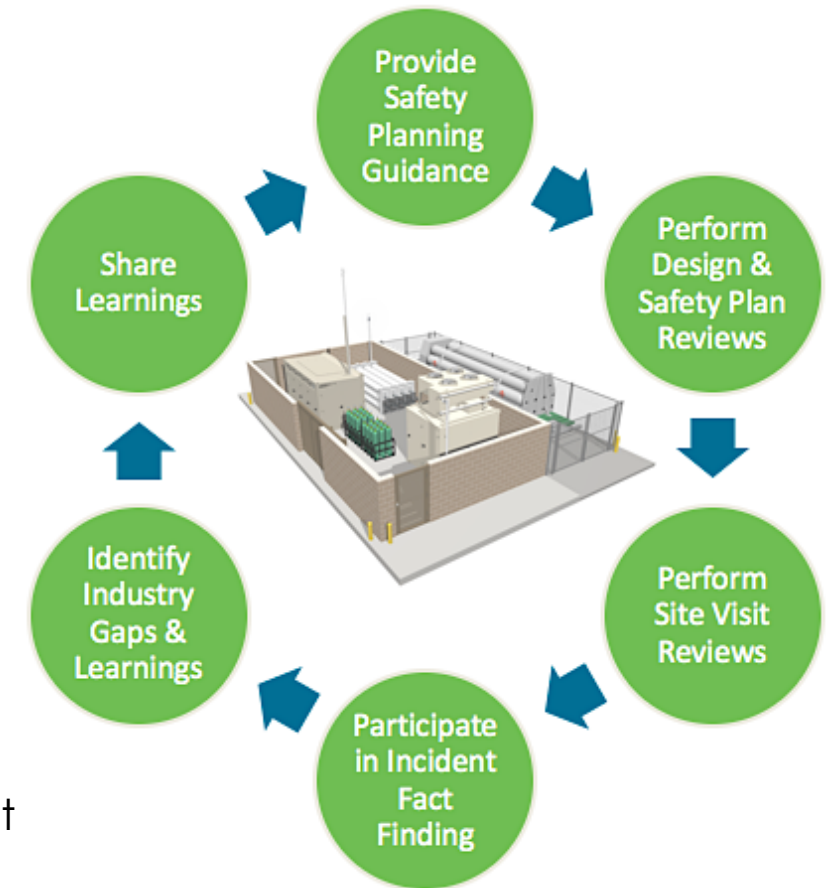 Provide
Safety
Planning
Guidance
Perform
Design &
Safety Plan
Reviews
Perform
Site Visit
Reviews
Participate
in Incident
Fact
Finding
Identify
Industry
Gaps &
Learnings
Share
Learnings
t